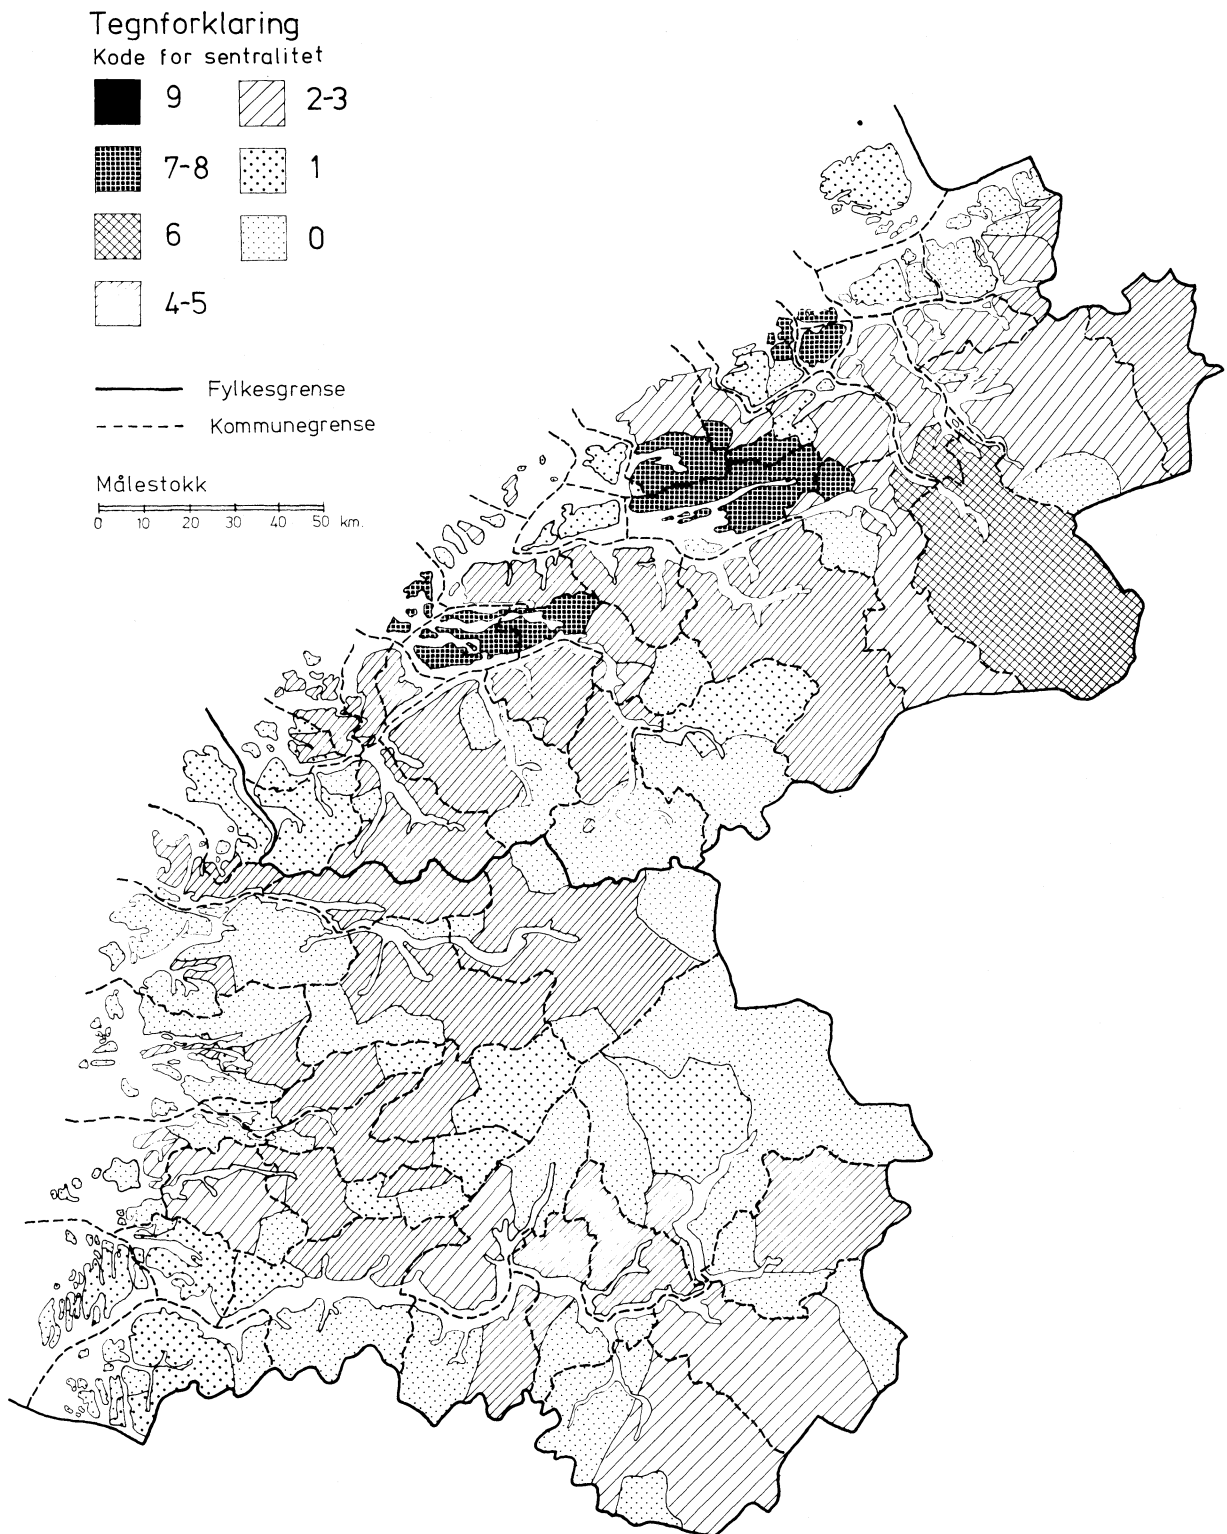 Tegnforklaring
Kode for sentralitet
9
2-3
7-8
1
6
0
4-5
Fylkesgrense
Kommunegrense
Målestokk
0 10 20 30 40 50 km.